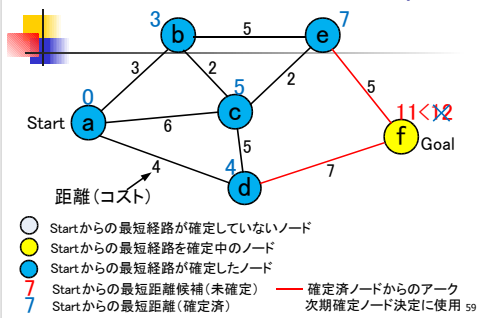 3
b
5
e
7
3
2
5
2
5
0
Start
a
6
c
11<12
f
Goal
5
4
4
d
7
距離(コスト)
Startからの最短経路が確定していないノード
Startからの最短経路を確定中のノード
Startからの最短経路が確定したノード
7 Startからの最短距離候補(未確定)
確定済ノードからのアーク
7 Startからの最短距離(確定済)
次期確定ノード決定に使用 59